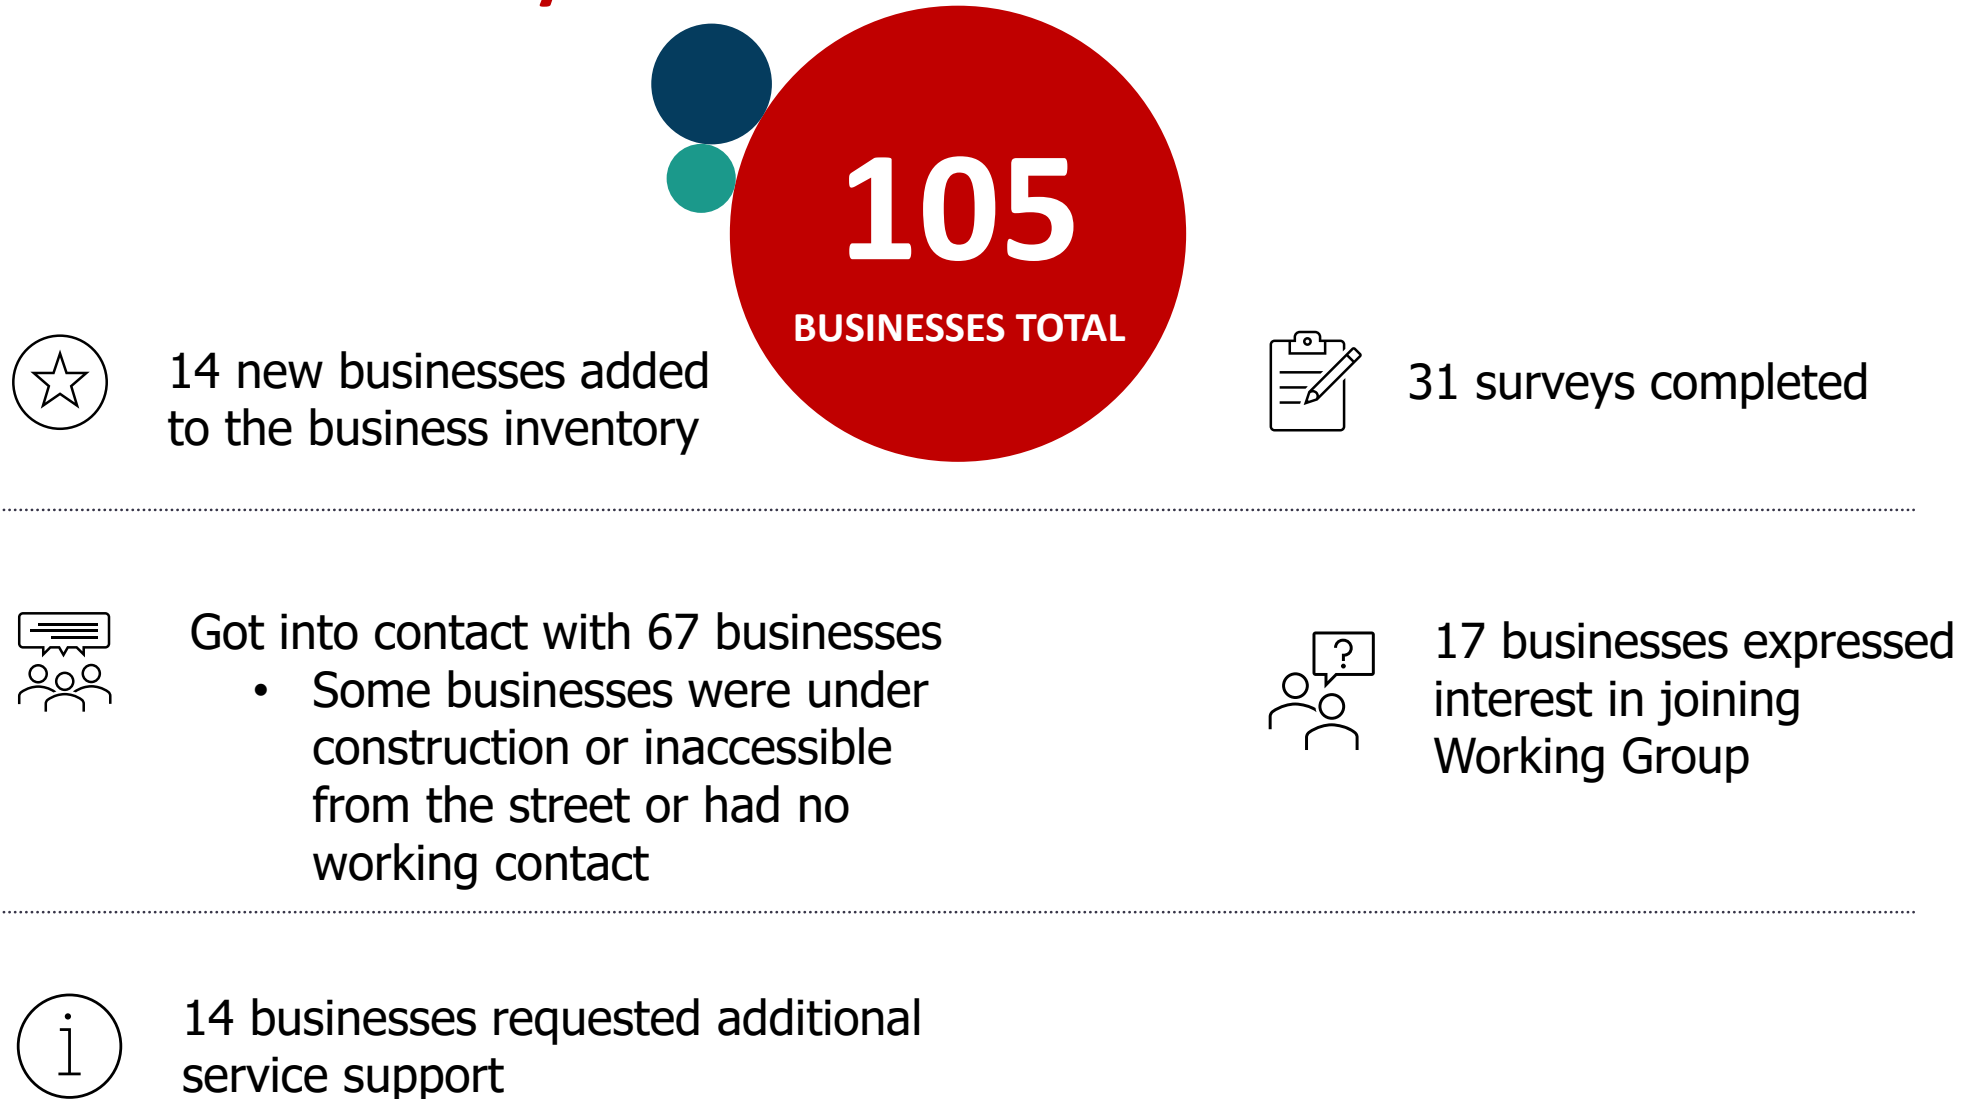 105
BUSINESSES TOTAL
14 new businesses added
to the business inventory
31 surveys completed
Got into contact with 67 businesses
• Some businesses were under
construction or inaccessible
from the street or had no
working contact
?
17 businesses expressed
interest in joining
Working Group
i
14 businesses requested additional
service support